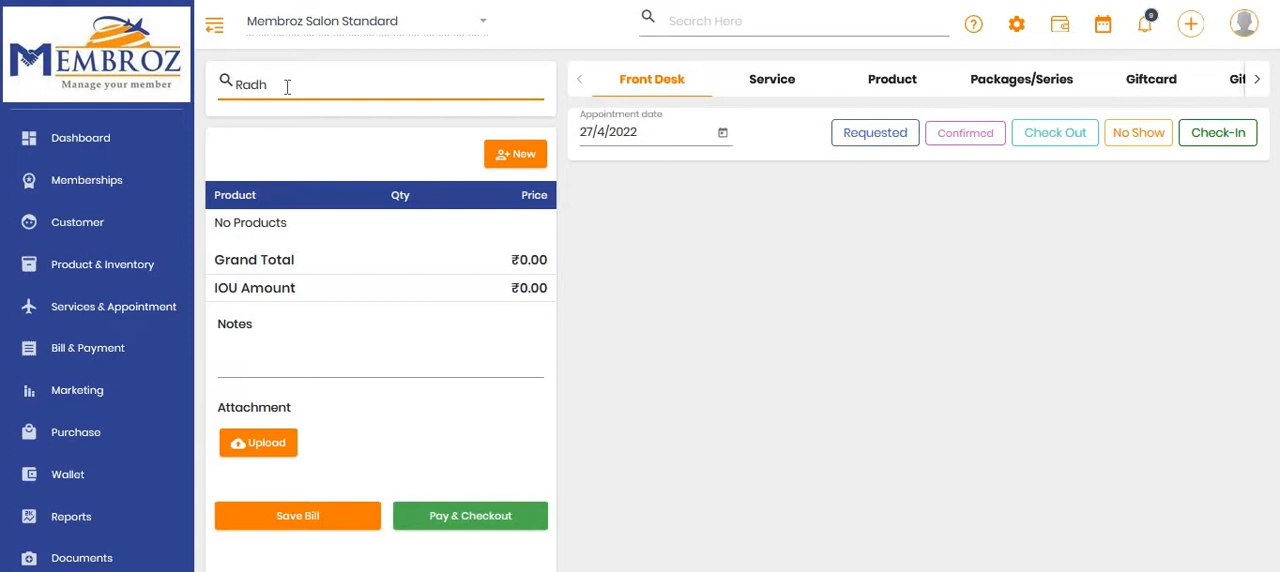 MEMBROZ
Manage your member
Dashboard
Memberships
Customer
Product & Inventory
Services & Appointment
Bill & Payment
Marketing
Purchase
Wallet
Reports
Documents
Membroz Salon Standard
Search Here
9
Radh
New
Product Qty Price
No Products
Grand Total ₹0.00
IOU Amount ₹0.00
Notes
Attachment
Upload
Save Bill Pay & Checkout
Front Desk Service Product Packages/Series Giftcard Gif
Appointment date
27/4/2022
Requested Confirmed Check Out No Show Check-In